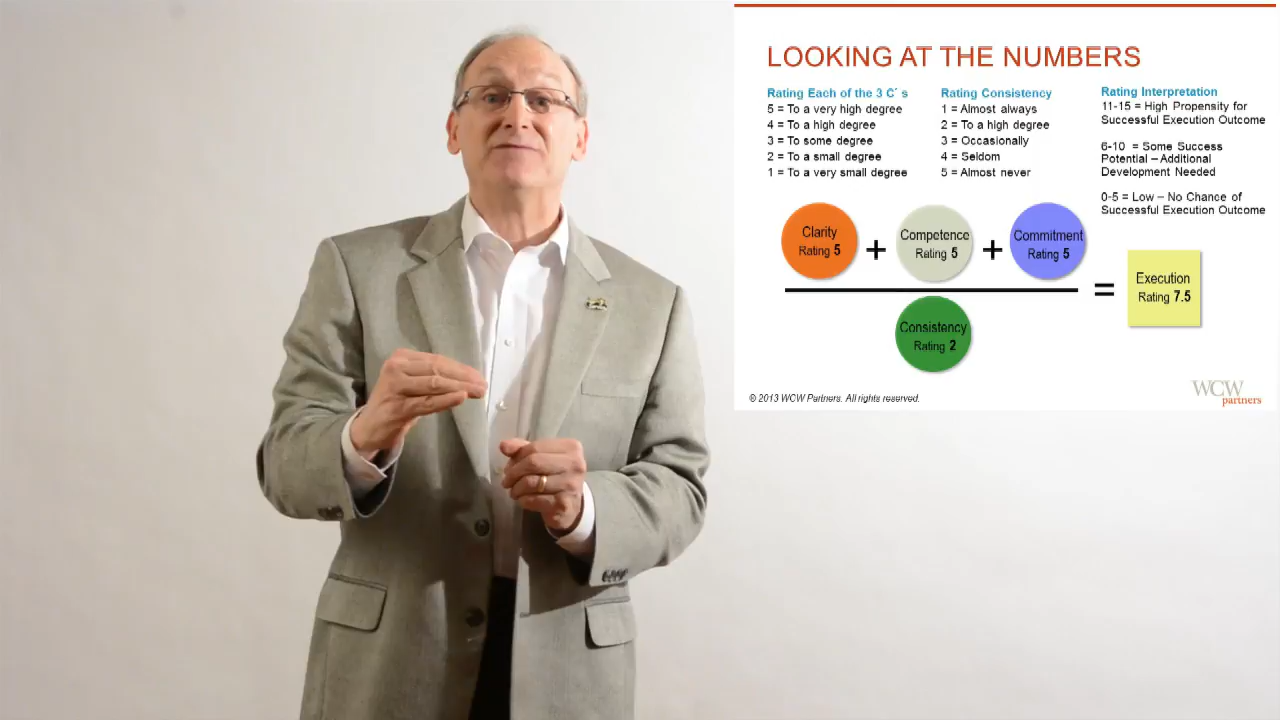 LOOKING AT THE NUMBERS
Rating Each of the 3 C´ s
5 = To a very high degree
4 = To a high degree
3 = To some degree
2 = To a small degree
1 = To a very small degree
Rating Consistency
1 = Almost always
2 = To a high degree
3 = Occasionally
4 = Seldom
5 = Almost never
Rating Interpretation
11-15 = High Propensity for
Successful Execution Outcome
6-10 = Some Success
Potential – Additional
Development Needed
0-5 = Low – No Chance of
Successful Execution Outcome
Clarity
Rating 5
+
Competence
Rating 5
+
Commitment
Rating 5
Consistency
Rating 2
=
Execution
Rating 7.5
© 2013 WCW Partners. All rights reserved.
WCW
partners